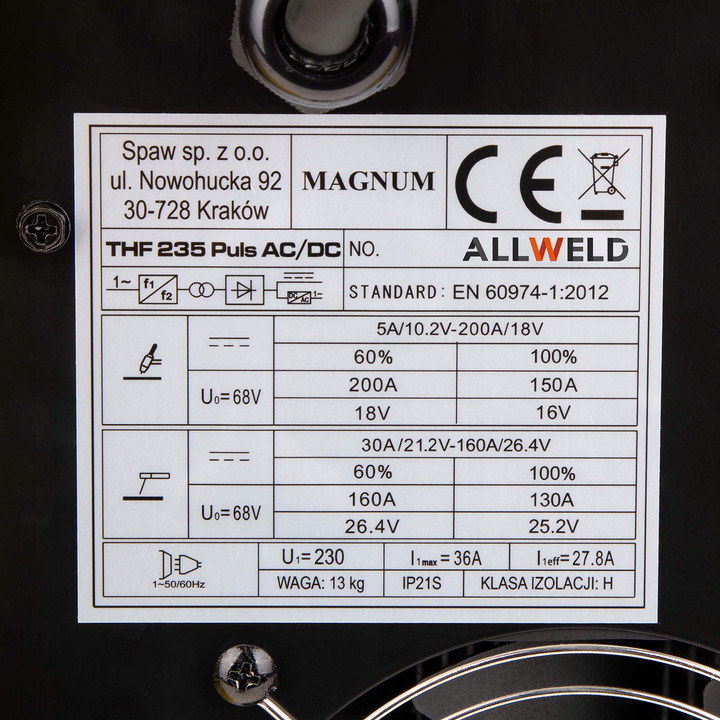 Spaw sp. z o.o.
ul. Nowohucka 92
30-728 Kraków
MAGNUM
CE
THF 235 Puls AC/DC
NO.
ALLWELD
1~ f1 f2 DC AC 1~
STANDARD: EN 60974-1:2012
5A/10.2V-200A/18V
60% 100%
U₀=68V
200A 150A
18V 16V
30A/21.2V-160A/26.4V
60% 100%
U₀=68V
160A 130A
26.4V 25.2V
1~50/60Hz
U₁=230 I₁max=36A I₁eff=27.8A
WAGA: 13 kg IP21S KLASA IZOLACJI: H